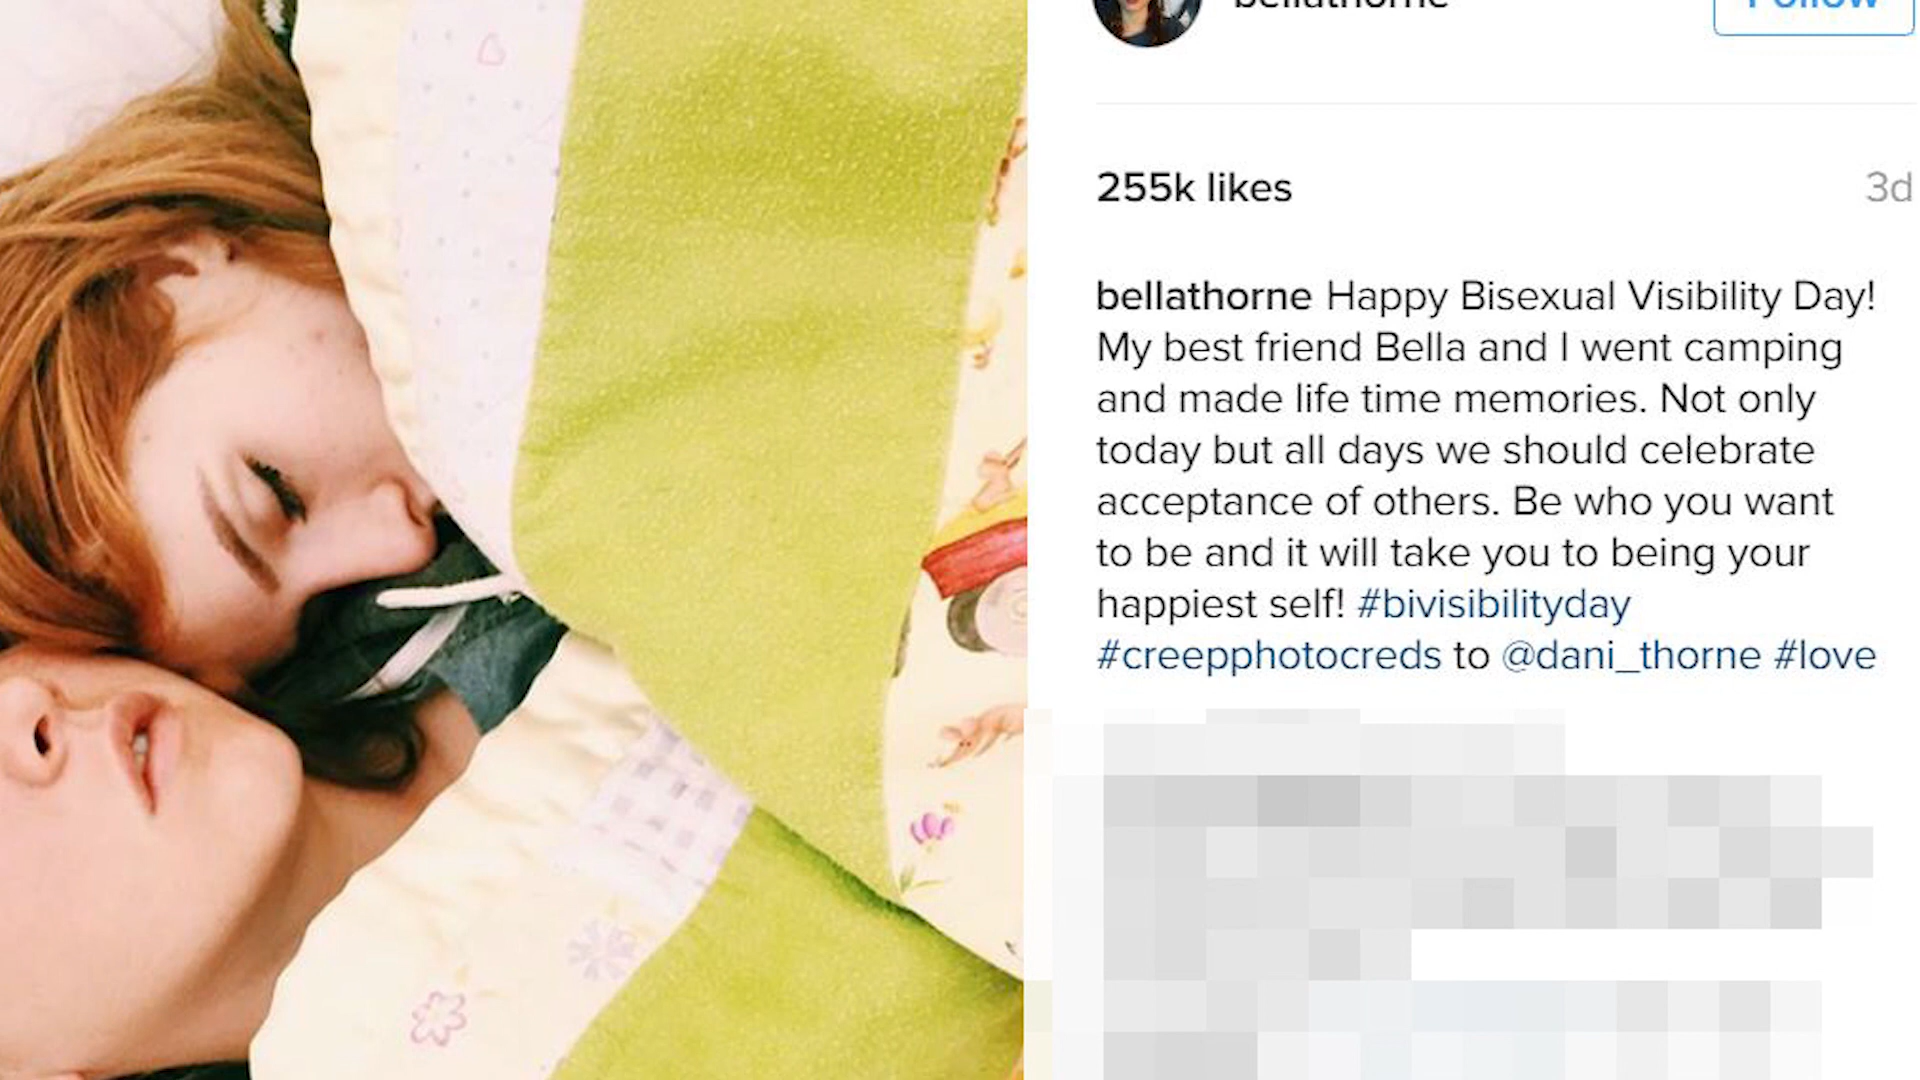 bellathorne
Follow
255k likes
3d
bellathorne Happy Bisexual Visibility Day!
My best friend Bella and I went camping
and made life time memories. Not only
today but all days we should celebrate
acceptance of others. Be who you want
to be and it will take you to being your
happiest self! #bivisibilityday
#creepphotocreds to @dani_thorne #love